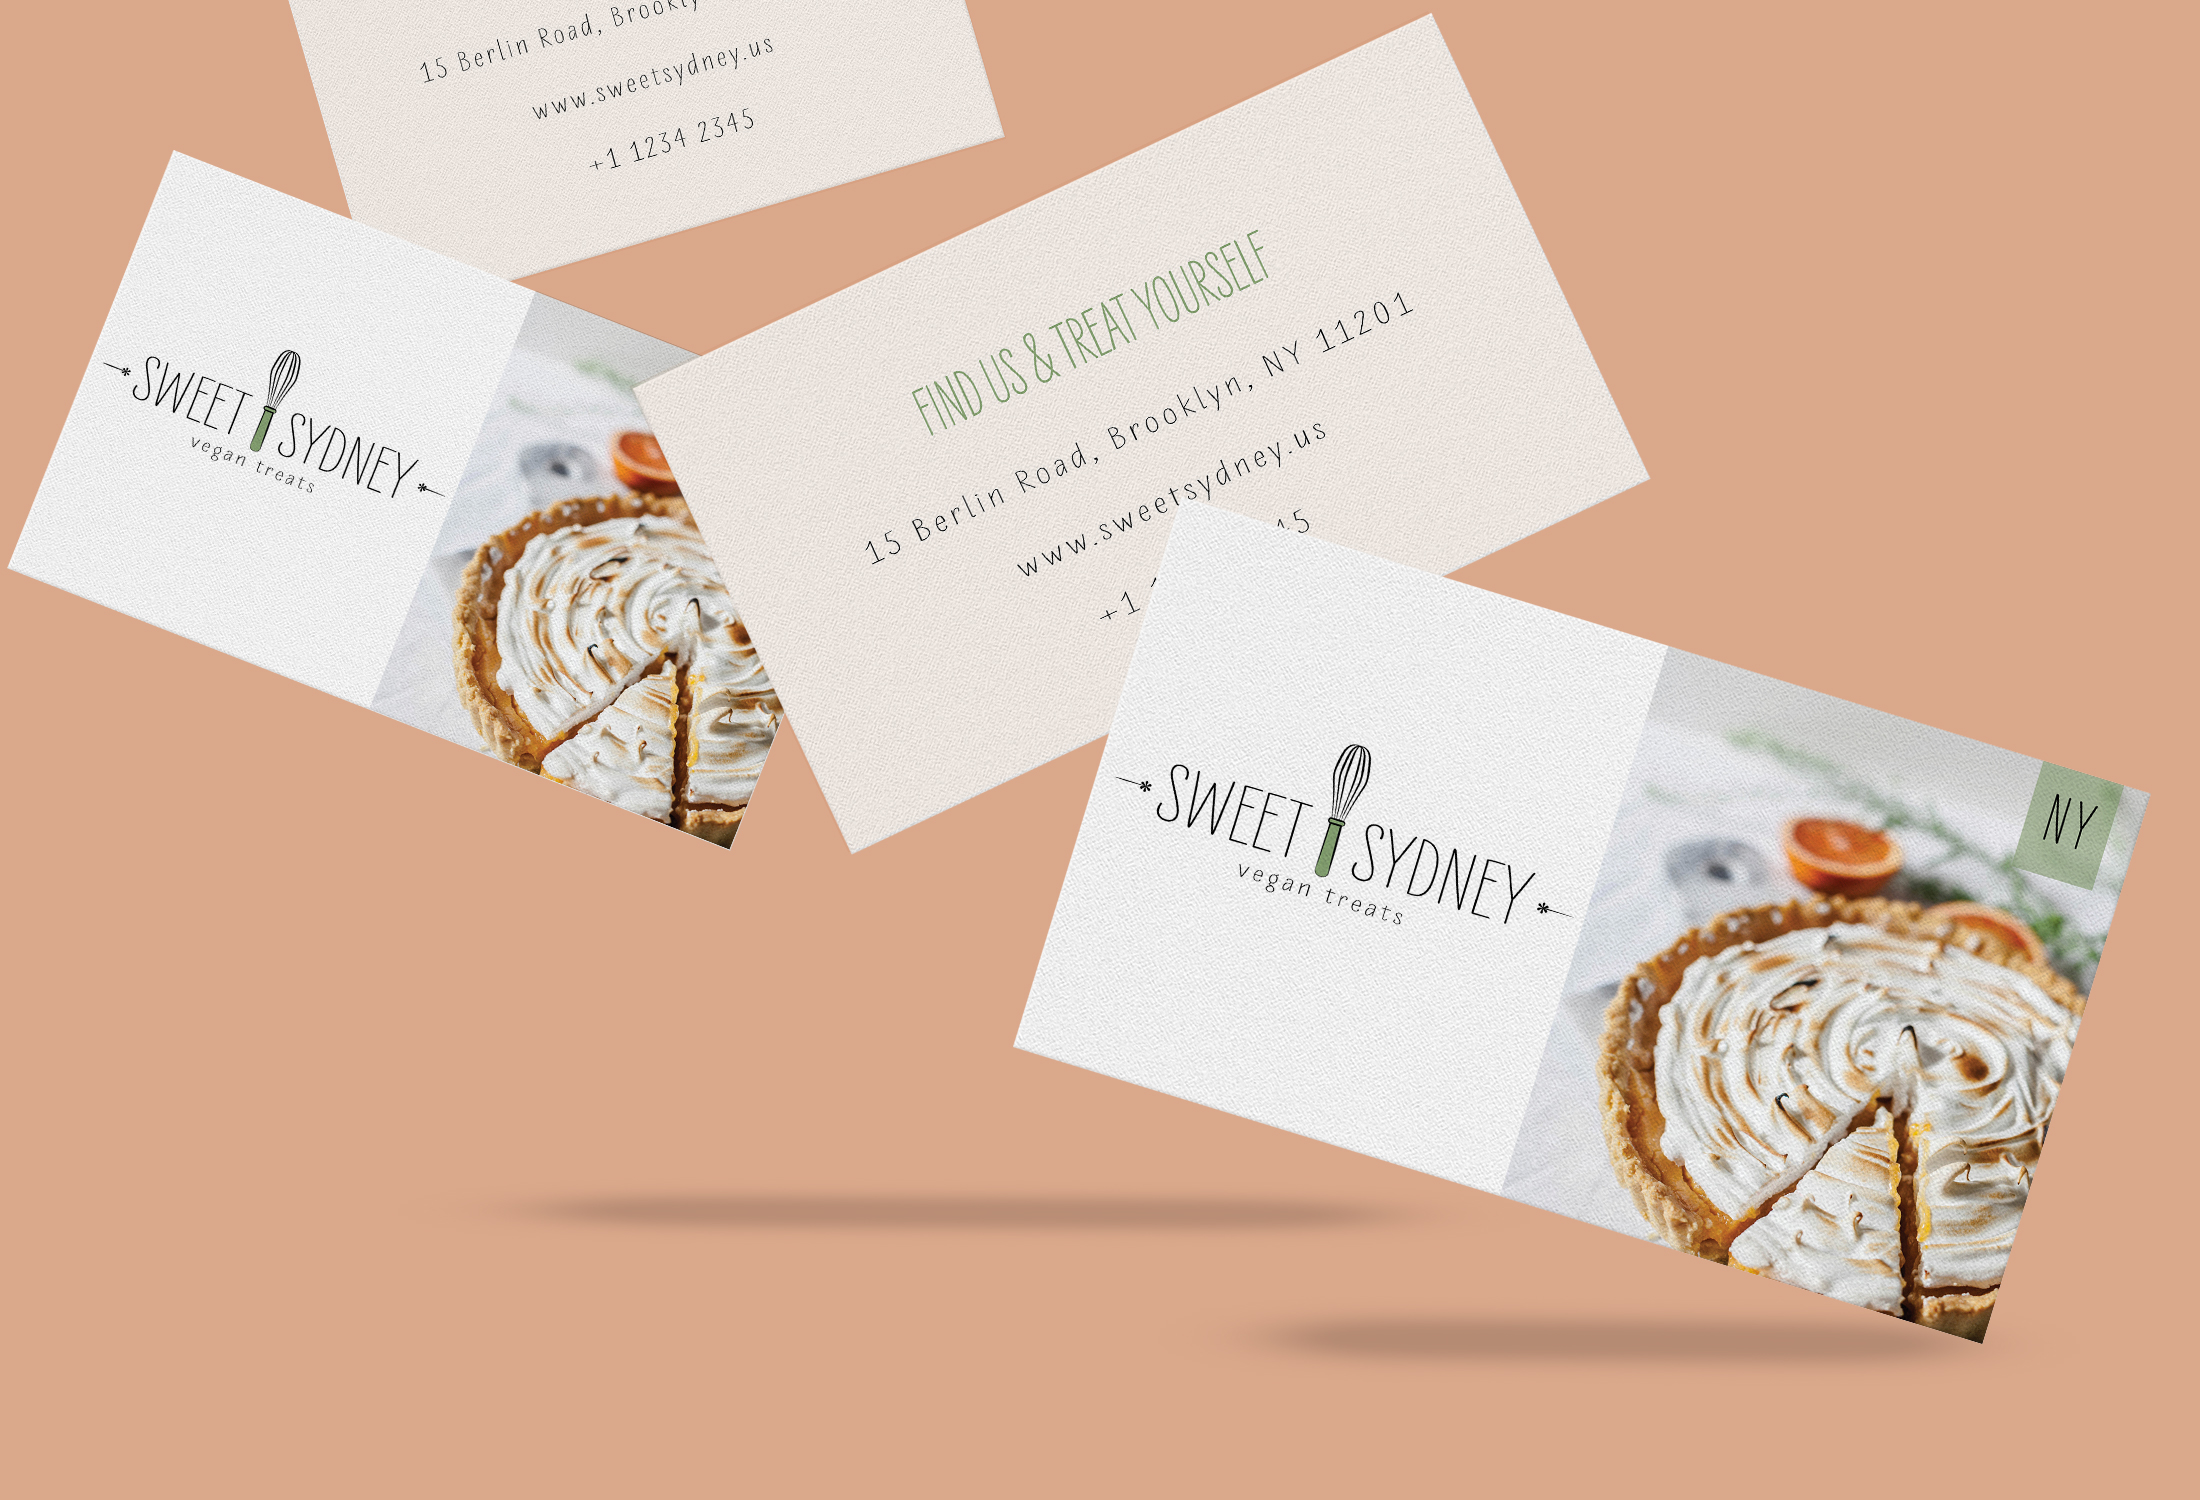 15 Berlin Road,
www.sweetsydney.us
+1 1234 2345
SWEET SYDNEY
vegan treats
FIND US & TREAT YOURSELF
15 Berlin Road, Brooklyn, NY 11201
www.sweetsydney.us
+1
SWEET SYDNEY
vegan treats
NY